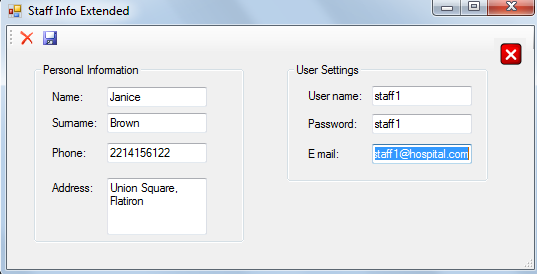 Staff Info Extended
Personal Information
Name: Janice
Surname: Brown
Phone: 2214156122
Address: Union Square,
Flatiron
User Settings
User name: staff1
Password: staff1
E mail: staff1@hospital.com